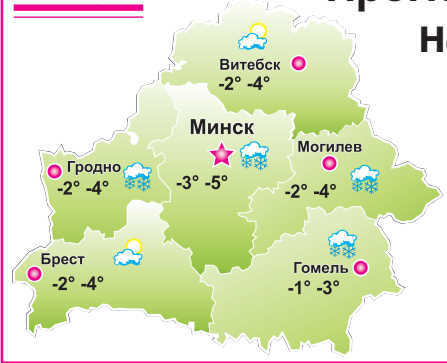 Витебск
-2° -4°
Минск
-3° -5°
Могилев
-2° -4°
Гродно
-2° -4°
Брест
-2° -4°
Гомель
-1° -3°